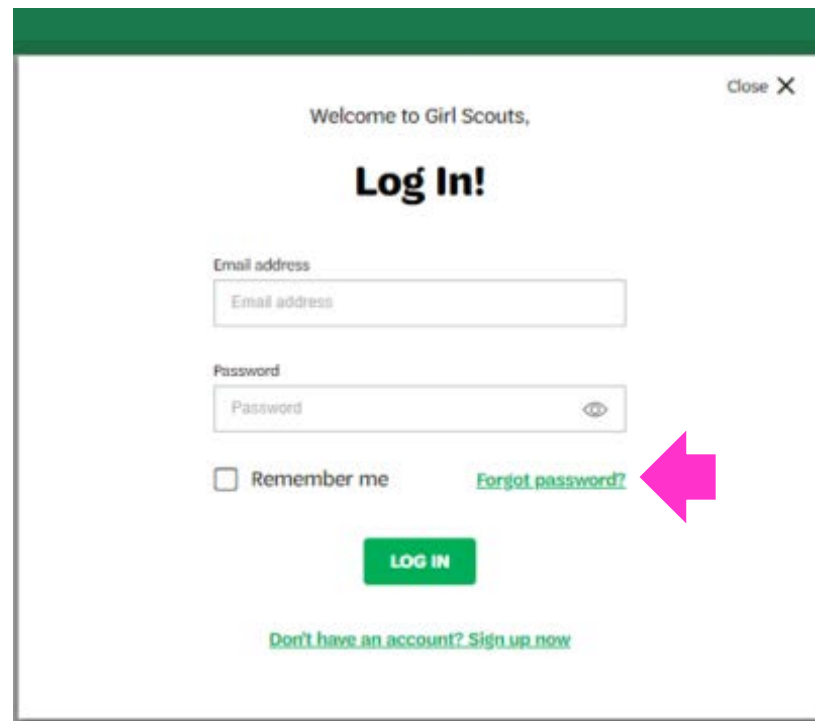 Close X
Welcome to Girl Scouts,
Log In!
Email address
Email address
Password
Password
Remember me Forgot password?
LOG IN
Don't have an account? Sign up now